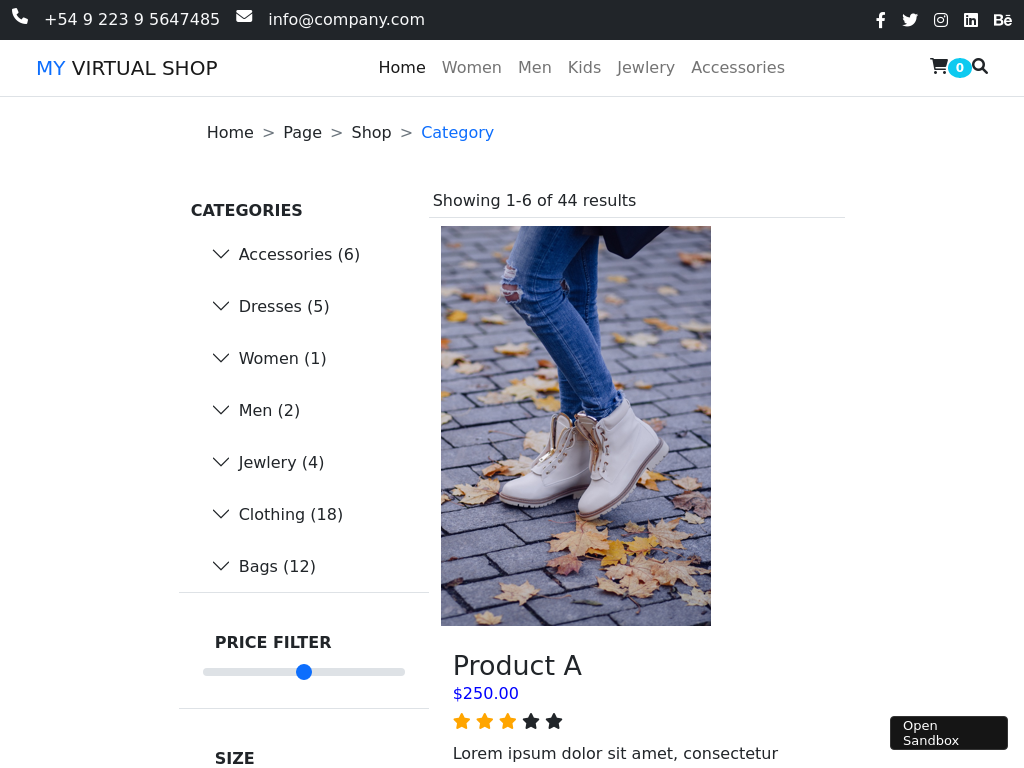 +54 9 223 9 5647485 info@company.com Bē
MY VIRTUAL SHOP Home Women Men Kids Jewlery Accessories 0
Home > Page > Shop > Category
CATEGORIES
Accessories (6)
Dresses (5)
Women (1)
Men (2)
Jewlery (4)
Clothing (18)
Bags (12)
PRICE FILTER
SIZE
Showing 1-6 of 44 results
Product A
$250.00
Lorem ipsum dolor sit amet, consectetur
Open
Sandbox